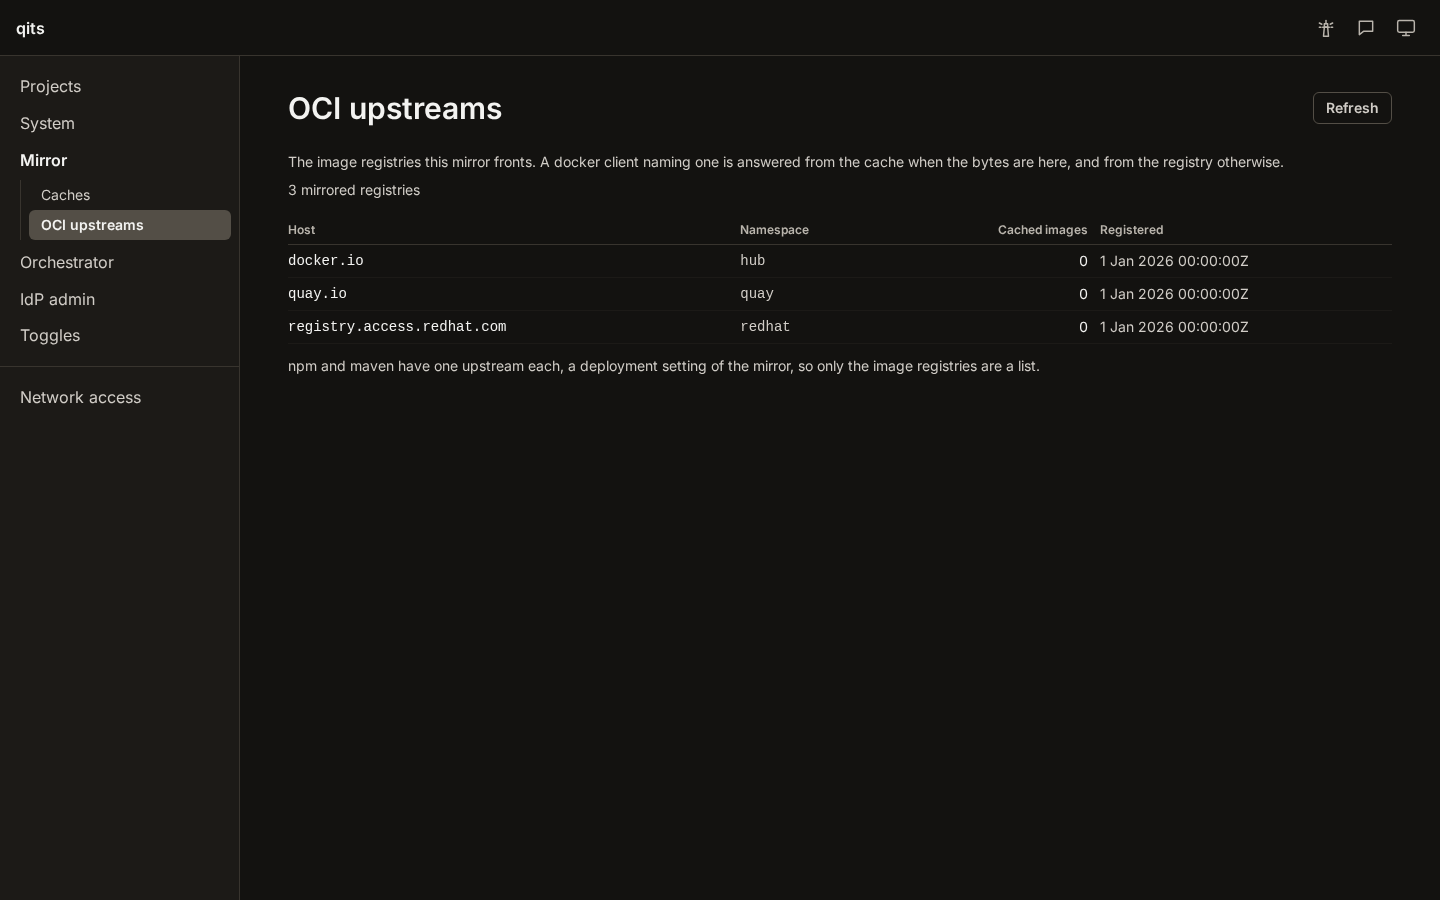 qits
Projects
System
Mirror
Caches
OCI upstreams
Orchestrator
IdP admin
Toggles
Network access
OCI upstreams
Refresh
The image registries this mirror fronts. A docker client naming one is answered from the cache when the bytes are here, and from the registry otherwise.
3 mirrored registries
Host Namespace Cached images Registered
docker.io hub 0 1 Jan 2026 00:00:00Z
quay.io quay 0 1 Jan 2026 00:00:00Z
registry.access.redhat.com redhat 0 1 Jan 2026 00:00:00Z
npm and maven have one upstream each, a deployment setting of the mirror, so only the image registries are a list.